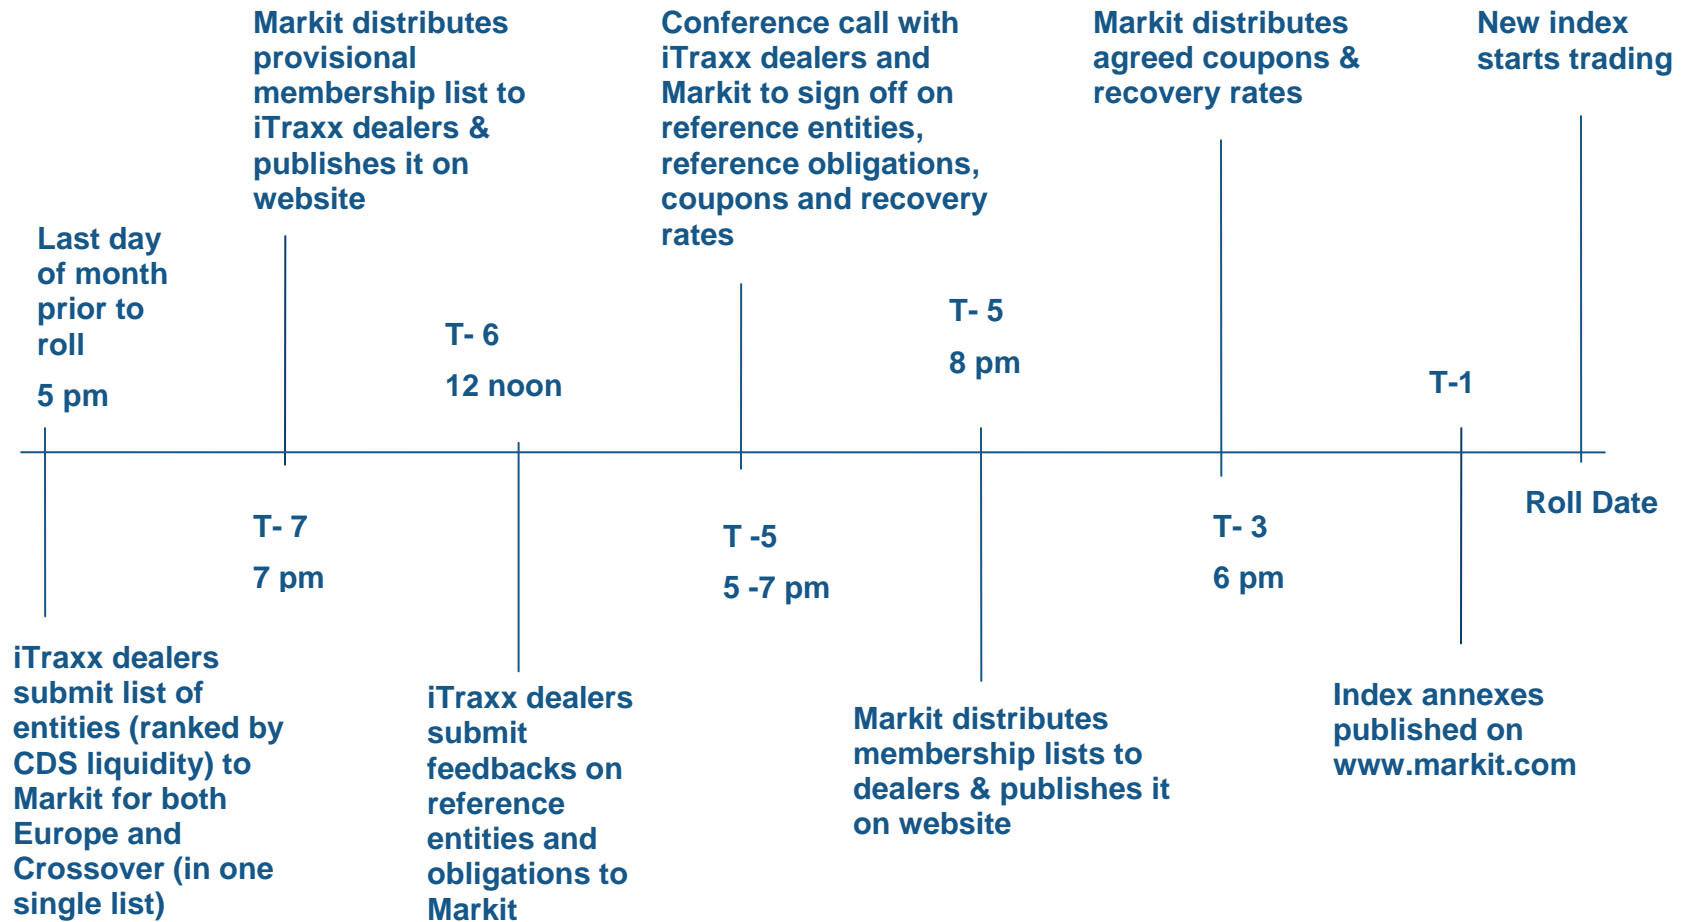 Markit distributes
provisional
membership list to
iTraxx dealers &
publishes it on
website
Conference call with
iTraxx dealers and
Markit to sign off on
reference entities,
reference obligations,
coupons and recovery
rates
Markit distributes
agreed coupons &
recovery rates
New index
starts trading
Last day
of month
prior to
roll
5 pm
T- 6
12 noon
T- 5
8 pm
T-1
T- 7
7 pm
T -5
5 -7 pm
T- 3
6 pm
Roll Date
iTraxx dealers
submit list of
entities (ranked by
CDS liquidity) to
Markit for both
Europe and
Crossover (in one
single list)
iTraxx dealers
submit
feedbacks on
reference
entities and
obligations to
Markit
Markit distributes
membership lists to
dealers & publishes it
on website
Index annexes
published on
www.markit.com